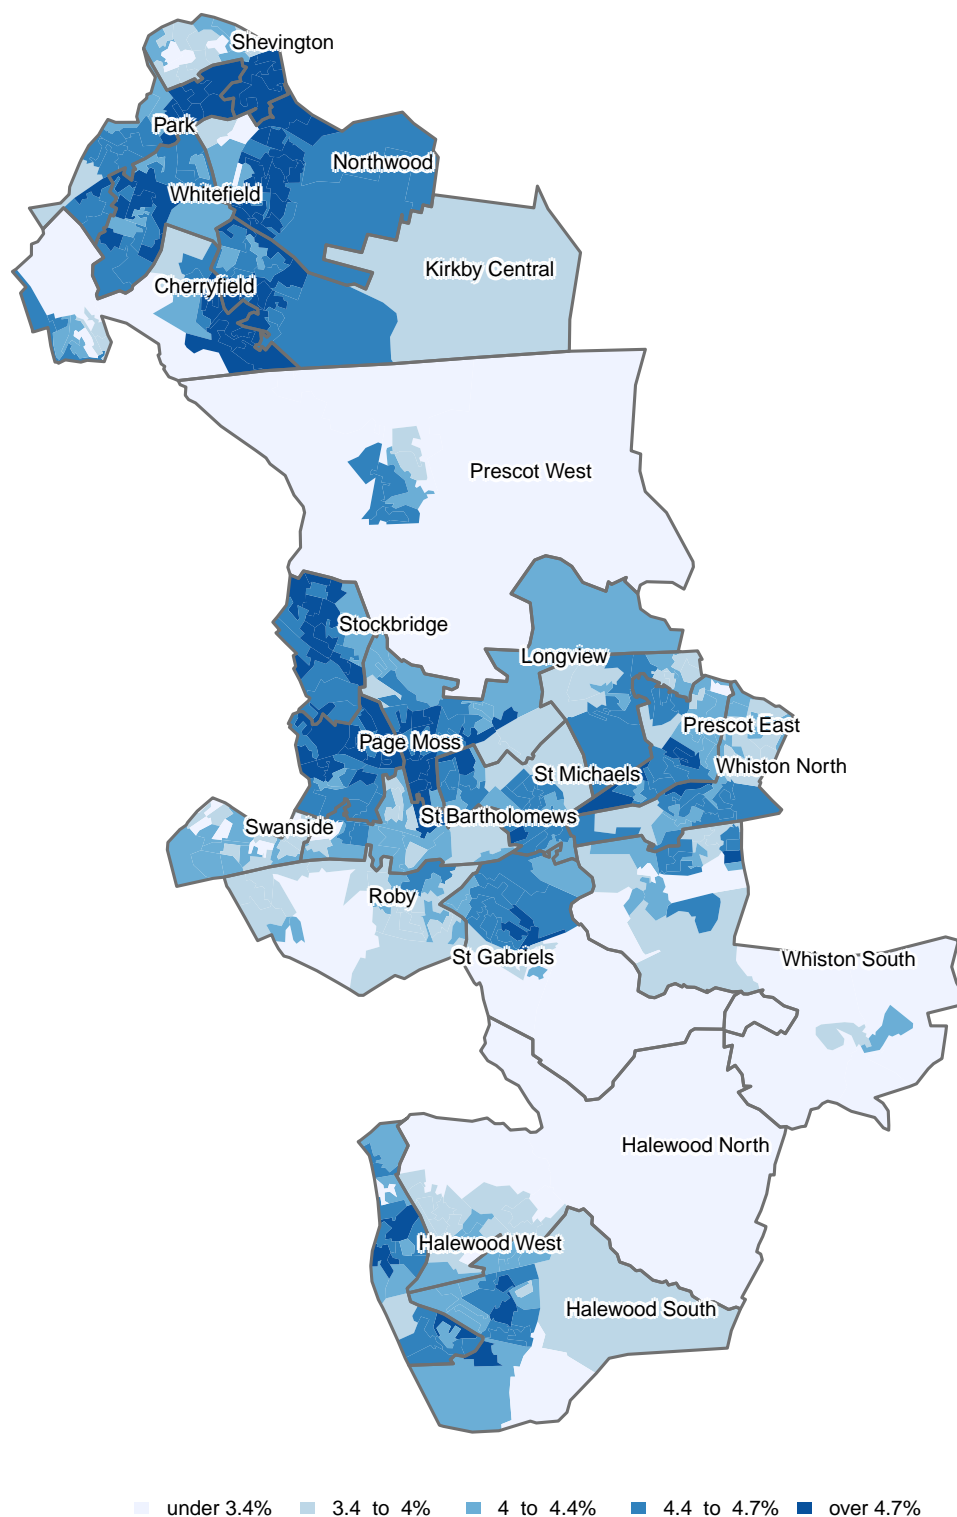 Shevington
Park
Northwood
Whitefield
Kirkby Central
Cherryfield
Prescot West
Stockbridge
Longview
Prescot East
Page Moss
Whiston North
St Michaels
St Bartholomews
Swanside
Roby
St Gabriels
Whiston South
Halewood North
Halewood West
Halewood South
under 3.4% 3.4 to 4% 4 to 4.4% 4.4 to 4.7% over 4.7%